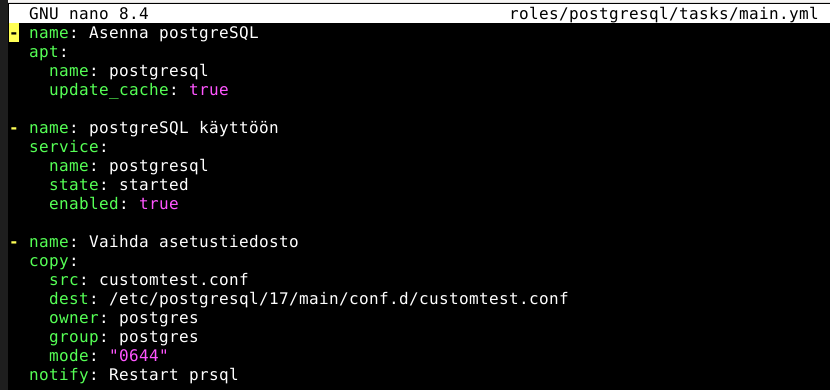 GNU nano 8.4 roles/postgresql/tasks/main.yml
- name: Asenna postgreSQL
  apt:
    name: postgresql
    update_cache: true

- name: postgreSQL käyttöön
  service:
    name: postgresql
    state: started
    enabled: true

- name: Vaihda asetustiedosto
  copy:
    src: customtest.conf
    dest: /etc/postgresql/17/main/conf.d/customtest.conf
    owner: postgres
    group: postgres
    mode: "0644"
  notify: Restart prsql